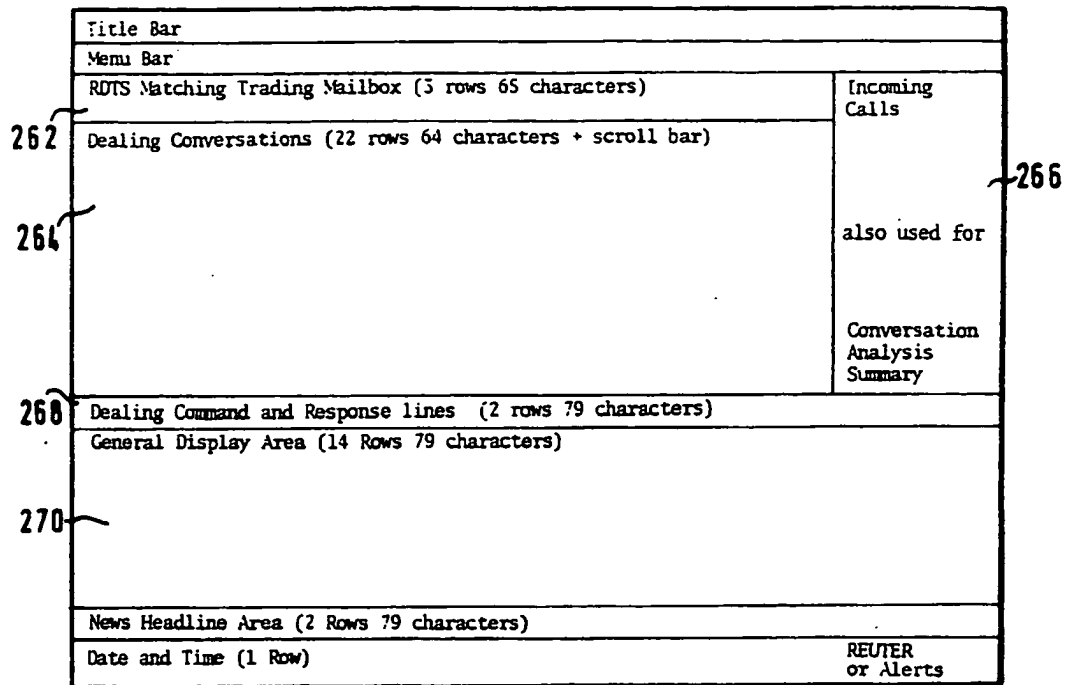 Title Bar
Menu Bar
RDTS Matching Trading Mailbox (3 rows 65 characters)
Incoming
Calls
262
Dealing Conversations (22 rows 64 characters + scroll bar)
266
264
also used for
Conversation
Analysis
Summary
268
Dealing Command and Response lines (2 rows 79 characters)
General Display Area (14 Rows 79 characters)
270
News Headline Area (2 Rows 79 characters)
Date and Time (1 Row)
REUTER
or Alerts